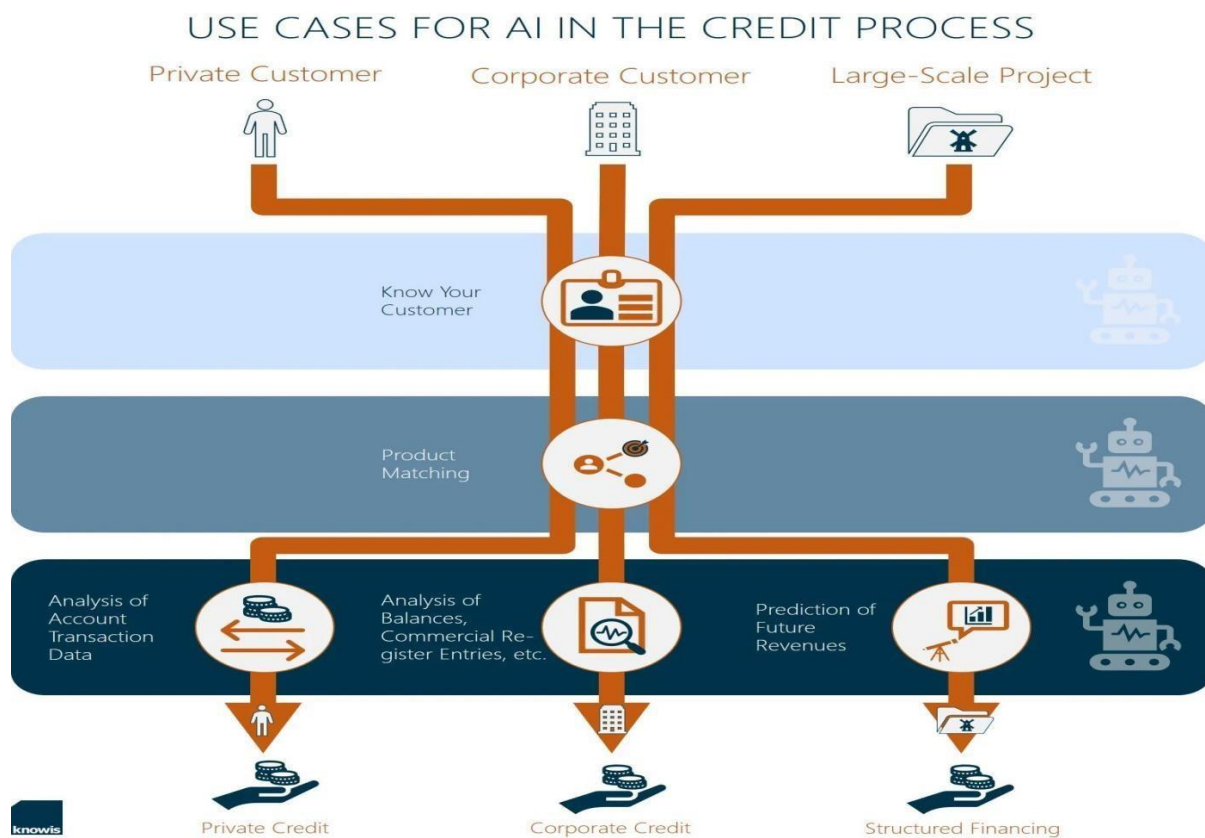 USE CASES FOR AI IN THE CREDIT PROCESS
Private Customer
Corporate Customer
Large-Scale Project
Know Your
Customer
Product
Matching
Analysis of
Account
Transaction
Data
Analysis of
Balances,
Commercial Re-
gister Entries, etc.
Prediction of
Future
Revenues
knowis
Private Credit
Corporate Credit
Structured Financing